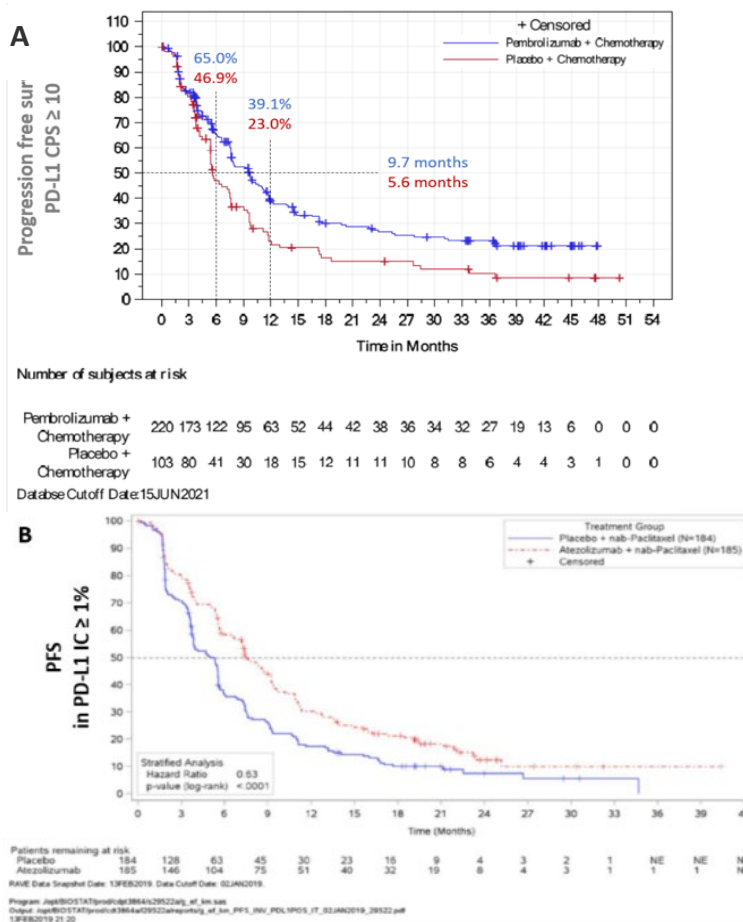 A
+ Censored
Pembrolizumab + Chemotherapy
Placebo + Chemotherapy
Progression free sur
PD-L1 CPS ≥ 10
110
100
90
80
70
60
50
40
30
20
10
0
65.0%
46.9%
39.1%
23.0%
9.7 months
5.6 months
0 3 6 9 12 15 18 21 24 27 30 33 36 39 42 45 48 51 54
Time in Months
Number of subjects at risk
Pembrolizumab +
Chemotherapy 220 173 122 95 63 52 44 42 38 36 34 32 27 19 13 6 0 0 0
Placebo +
Chemotherapy 103 80 41 30 18 15 12 11 11 10 8 8 6 4 4 3 1 0 0
Databse Cutoff Date:15JUN2021
B
Treatment Group
Placebo + nab-Paclitaxel (N=184)
Atezolizumab + nab-Paclitaxel (N=185)
+ Censored
PFS
in PD-L1 IC ≥ 1%
100
90
80
70
60
50
40
30
20
10
0
Stratified Analysis
Hazard Ratio 0.63
p-value (log-rank) <.0001
0 3 6 9 12 15 18 21 24 27 30 33 36 39
Time (Months)
Patients remaining at risk
Placebo 184 128 63 45 30 23 16 9 4 3 2 1 NE NE
Atezolizumab 185 146 104 75 51 40 32 19 6 4 3 1 1 1
RAVE Data Snapshot Date: 13FEB2019. Data Cutoff Date: 02JAN2019.
13FEB2019 21:20